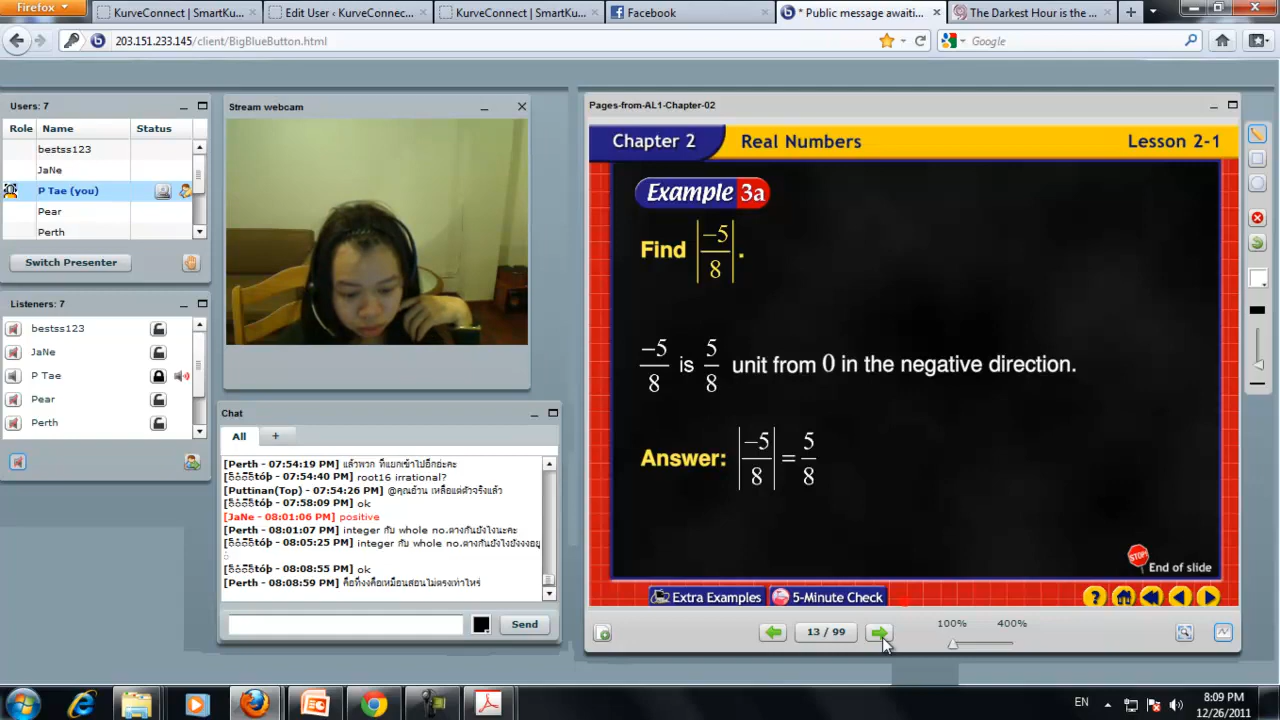 Firefox
KurveConnect | SmartKu...
Edit User ‹ KurveConnect...
KurveConnect | SmartKu...
Facebook
* Public message awaiti...
The Darkest Hour is the ...
203.151.233.145/client/BigBlueButton.html
Google
Users: 7
Role Name Status
bestss123
JaNe
P Tae (you)
Pear
Perth
Switch Presenter
Listeners: 7
bestss123
JaNe
P Tae
Pear
Perth
Stream webcam
Chat
All +
[Perth - 07:54:19 PM] แล้วพวก ที่แยกเข้าไปอีกอ่ะคะ
07:54:40 PM] root16 irrational?
[Puttinan(Top) - 07:54:26 PM] @คุณอ้วน เหลือแต่ตัวจริงแล้ว
07:58:09 PM] ok
[JaNe - 08:01:06 PM] positive
[Perth - 08:01:07 PM] integer กับ whole no.ต่างกันยังไงนะคะ
08:05:25 PM] integer กับ whole no.ต่างกันยังไงยังงงอยู่
08:08:55 PM] ok
[Perth - 08:08:59 PM] คือที่งงคือเหมือนสอนไม่ตรงเท่าไหร่
Send
Pages-from-AL1-Chapter-02
Chapter 2 Real Numbers Lesson 2-1
Example 3a
Find |−5/8|.
−5/8 is 5/8 unit from 0 in the negative direction.
Answer: |−5/8| = 5/8
STOP
End of slide
Extra Examples 5-Minute Check
?
13 / 99
100% 400%
EN
8:09 PM
12/26/2011